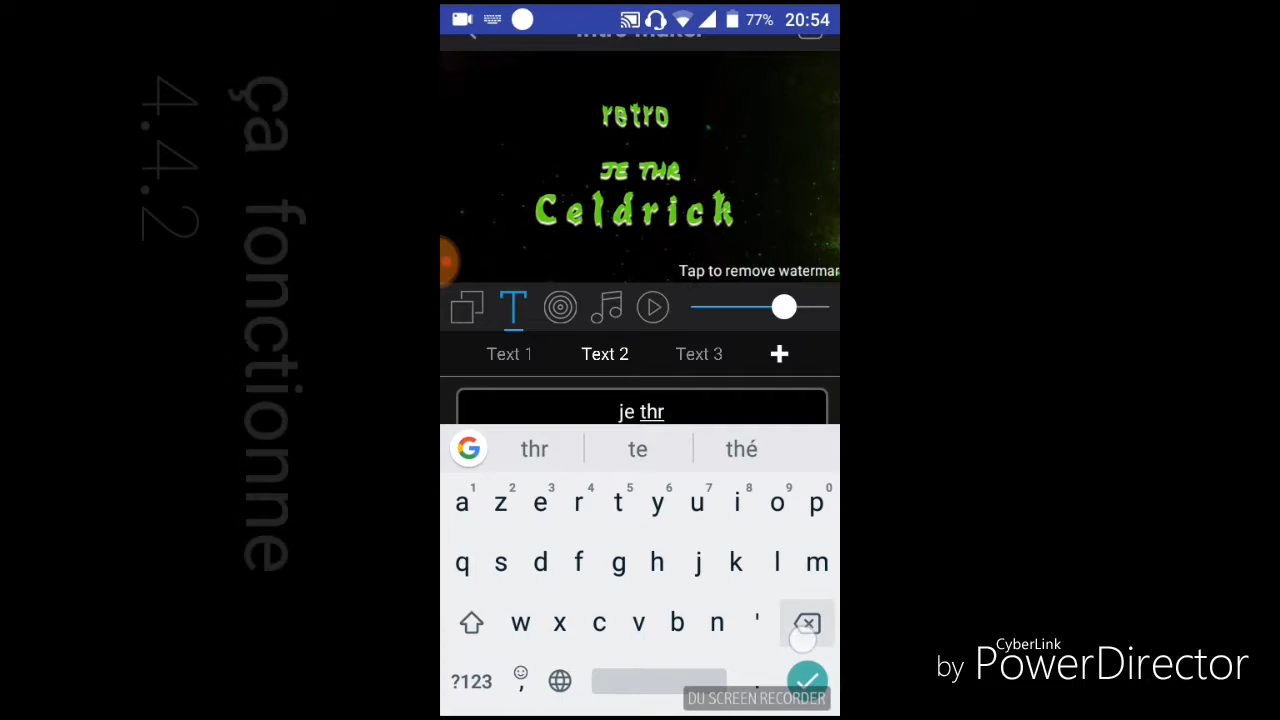 77% 20:54
Intro Maker
retro
JE THR
Celdrick
Tap to remove watermar
T
Text 1 Text 2 Text 3 +
je thr
G thr te thé
1 2 3 4 5 6 7 8 9 0
a z e r t y u i o p
q s d f g h j k l m
w x c v b n '
?123 , .
DU SCREEN RECORDER
ça fonctionne
4.4.2
CyberLink
by PowerDirector